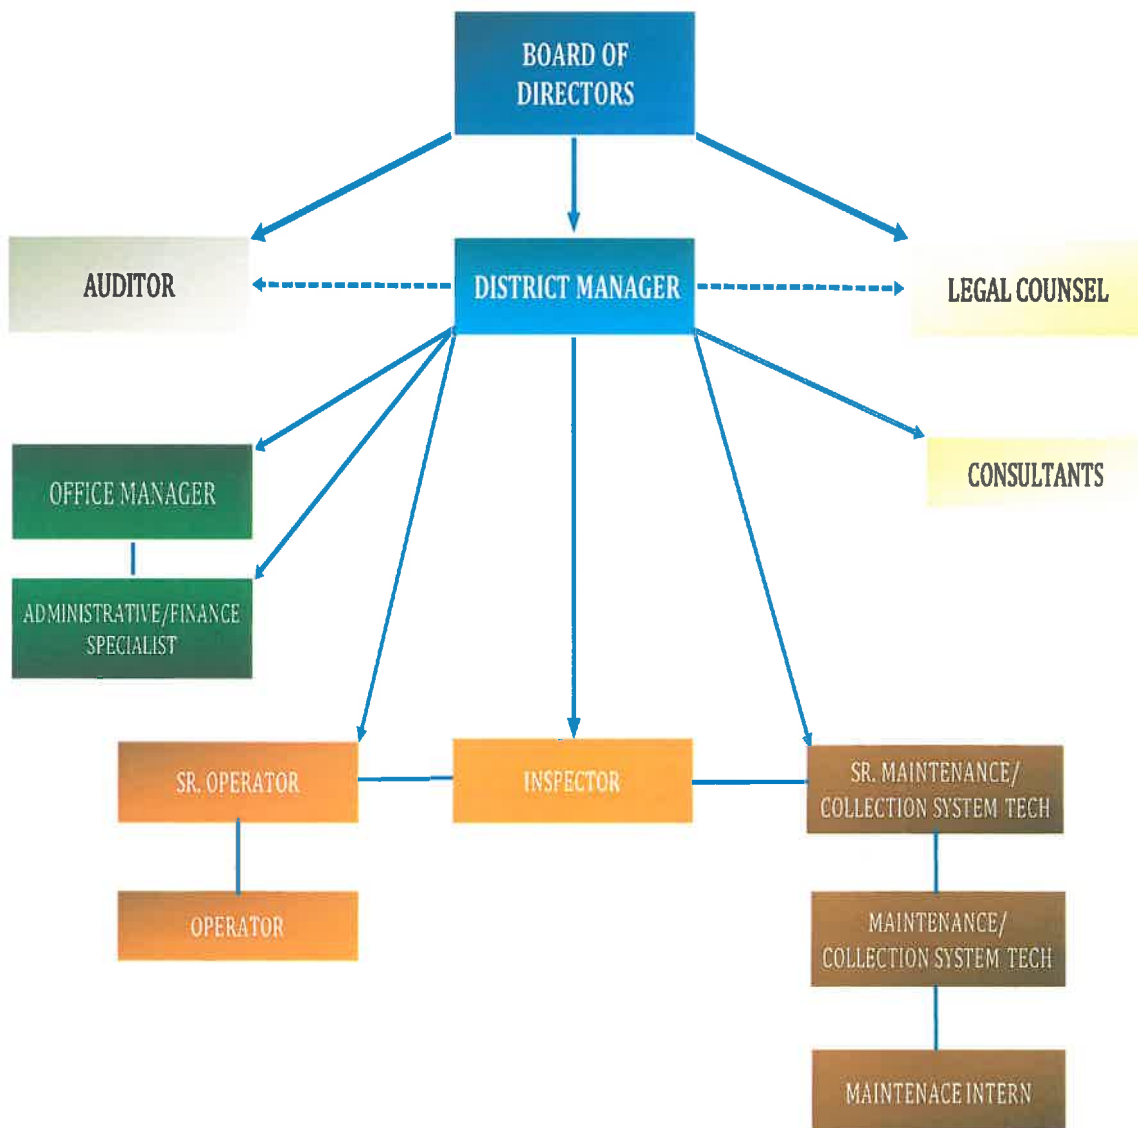 BOARD OF
DIRECTORS
AUDITOR
DISTRICT MANAGER
LEGAL COUNSEL
OFFICE MANAGER
CONSULTANTS
ADMINISTRATIVE/FINANCE
SPECIALIST
SR. OPERATOR
INSPECTOR
SR. MAINTENANCE/
COLLECTION SYSTEM TECH
OPERATOR
MAINTENANCE/
COLLECTION SYSTEM TECH
MAINTENACE INTERN